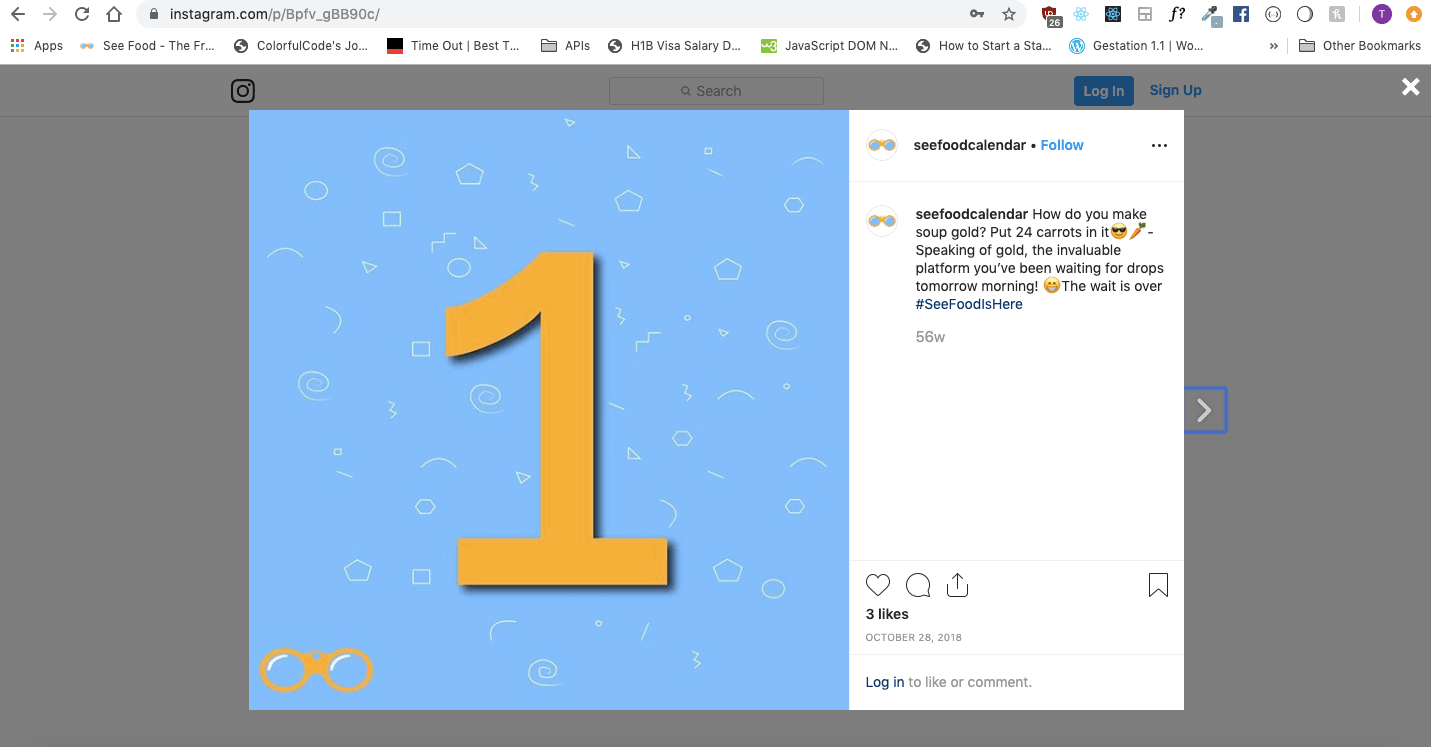 instagram.com/p/Bpfv_gBB90c/
26
f?
T
Apps
See Food - The Fr...
ColorfulCode's Jo...
Time Out | Best T...
APIs
H1B Visa Salary D...
JavaScript DOM N...
How to Start a Sta...
Gestation 1.1 | Wo...
»
Other Bookmarks
Search
Log In
Sign Up
1
seefoodcalendar • Follow
seefoodcalendar How do you make
soup gold? Put 24 carrots in it😎🥕-
Speaking of gold, the invaluable
platform you’ve been waiting for drops
tomorrow morning! 😁The wait is over
#SeeFoodIsHere
56w
3 likes
OCTOBER 28, 2018
Log in to like or comment.